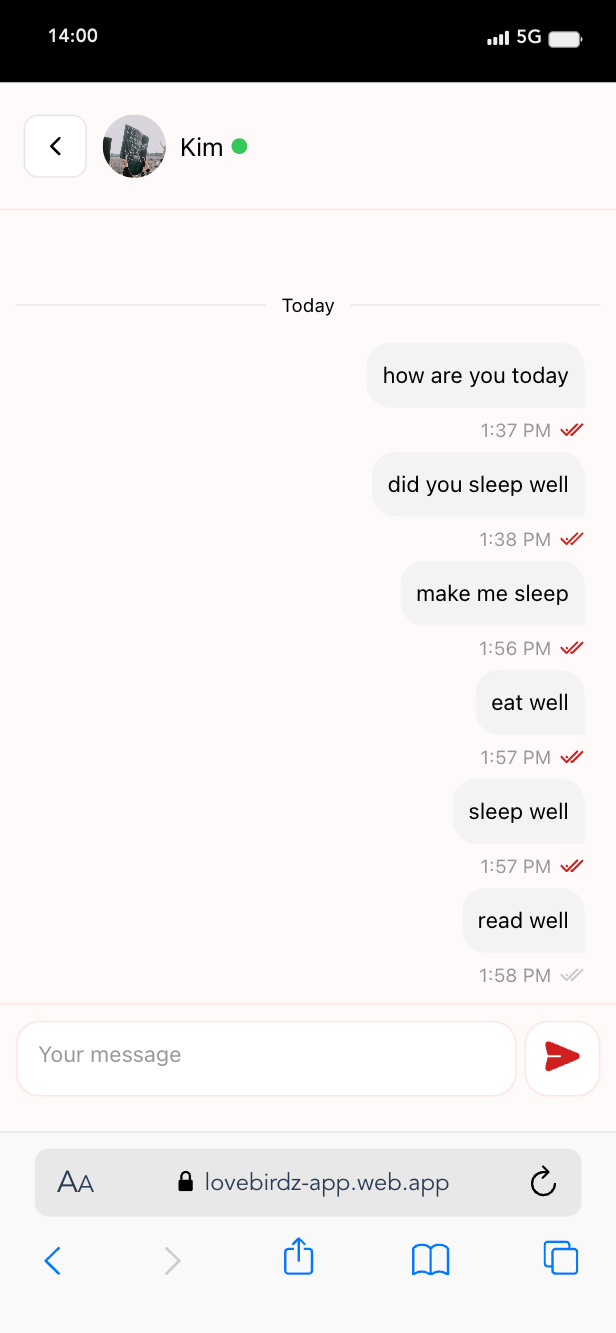 14:00
5G
Kim
Today
how are you today
1:37 PM
did you sleep well
1:38 PM
make me sleep
1:56 PM
eat well
1:57 PM
sleep well
1:57 PM
read well
1:58 PM
Your message
AA
lovebirdz-app.web.app